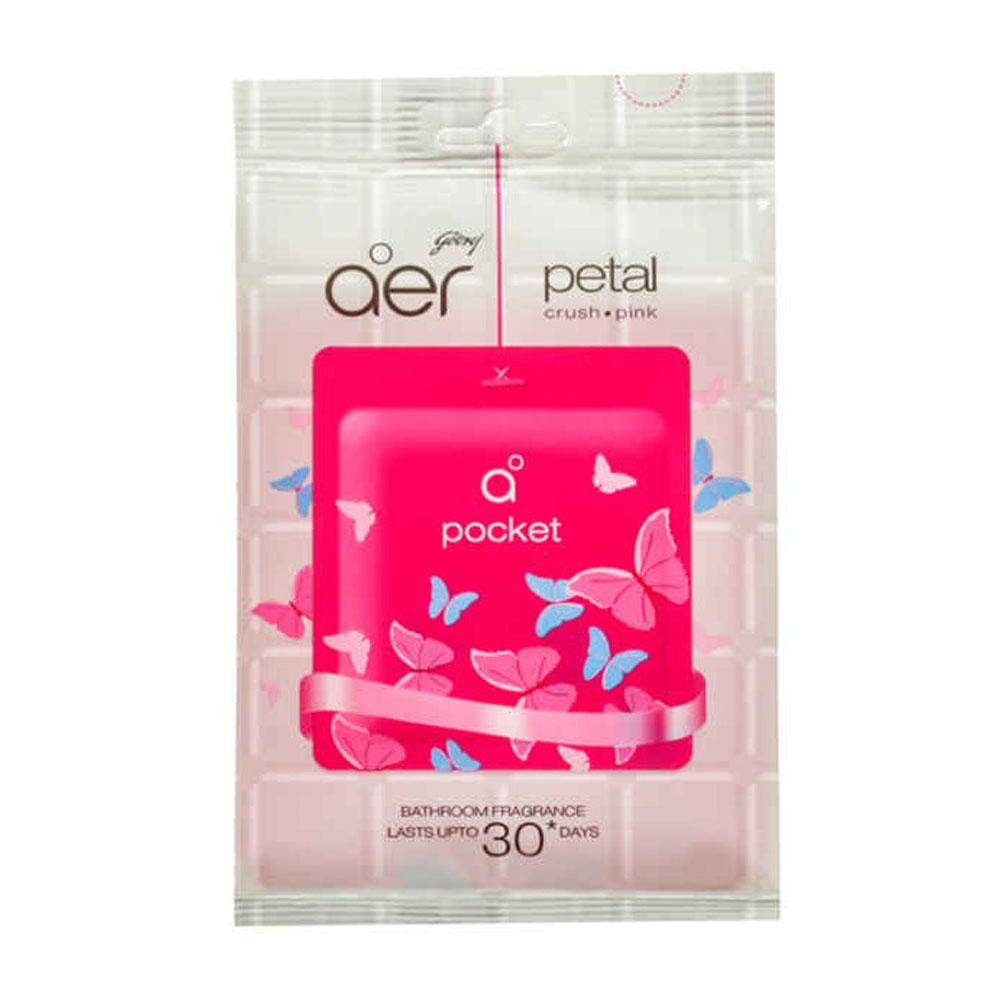 Godrej
aer
petal
crush • pink
a°
pocket
BATHROOM FRAGRANCE
LASTS UPTO 30* DAYS